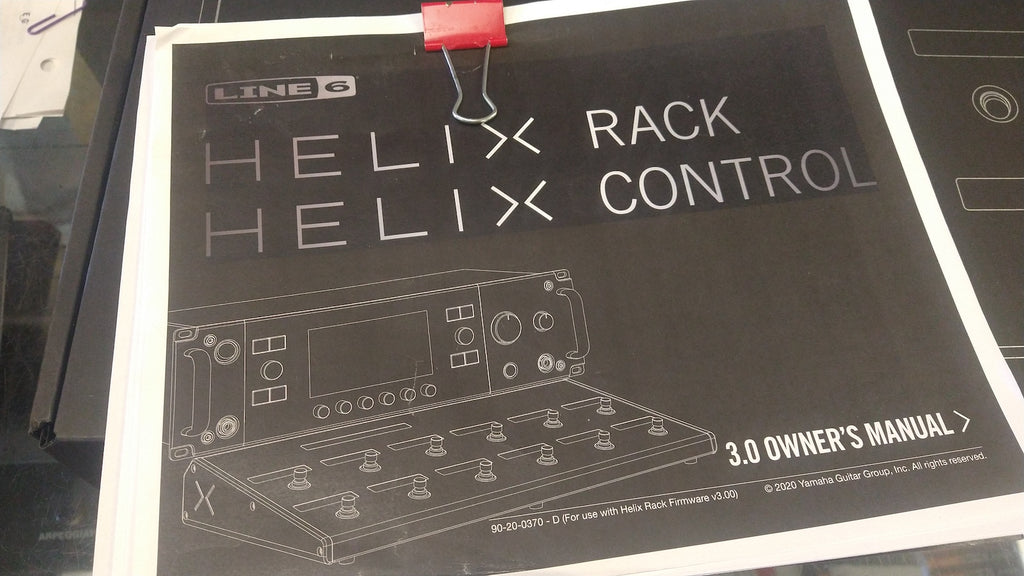 LINE 6
HELIX RACK
HELIX CONTROL
3.0 OWNER'S MANUAL >
90-20-0370 - D (For use with Helix Rack Firmware v3.00) © 2020 Yamaha Guitar Group, Inc. All rights reserved.